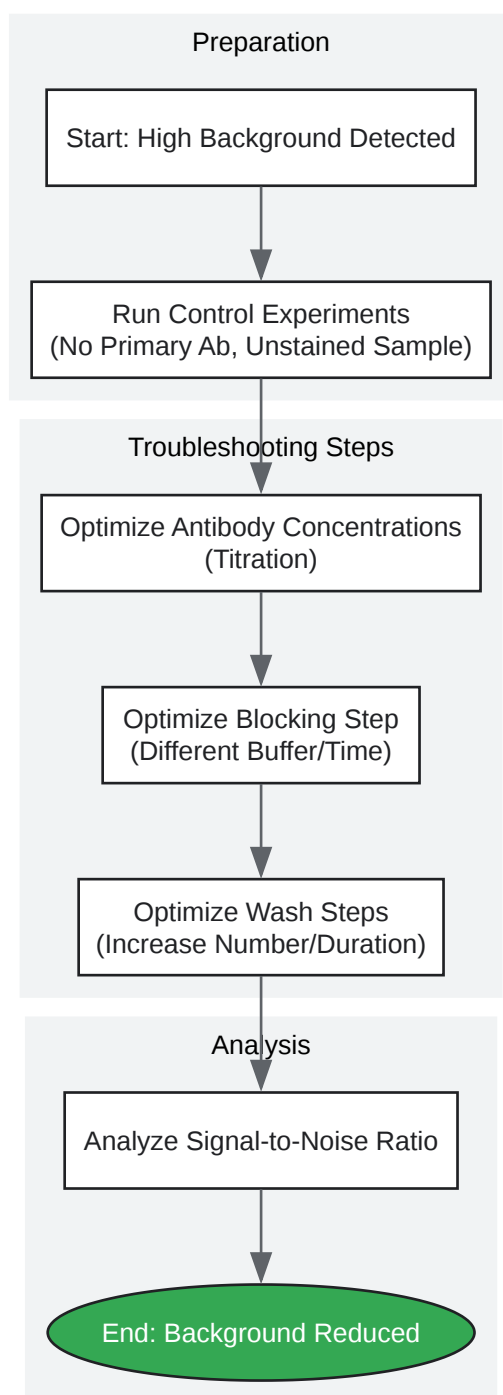 Preparation
Start: High Background Detected
Run Control Experiments
(No Primary Ab, Unstained Sample)
Troubleshooting Steps
Optimize Antibody Concentrations
(Titration)
Optimize Blocking Step
(Different Buffer/Time)
Optimize Wash Steps
(Increase Number/Duration)
Analysis
Analyze Signal-to-Noise Ratio
End: Background Reduced